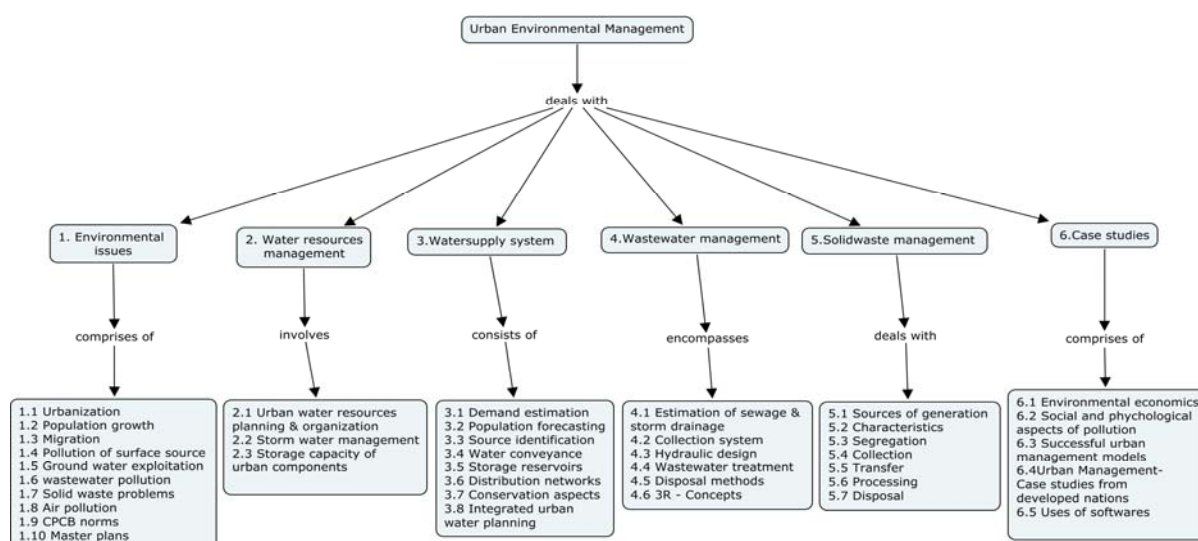 Urban Environmental Management
deals with
1. Environmental
issues
2. Water resources
management
3.Watersupply system
4.Wastewater management
5.Solidwaste management
6.Case studies
comprises of
involves
consists of
encompasses
deals with
comprises of
1.1 Urbanization
1.2 Population growth
1.3 Migration
1.4 Pollution of surface source
1.5 Ground water exploitation
1.6 wastewater pollution
1.7 Solid waste problems
1.8 Air pollution
1.9 CPCB norms
1.10 Master plans
2.1 Urban water resources
planning & organization
2.2 Storm water management
2.3 Storage capacity of
urban components
3.1 Demand estimation
3.2 Population forecasting
3.3 Source identification
3.4 Water conveyance
3.5 Storage reservoirs
3.6 Distribution networks
3.7 Conservation aspects
3.8 Integrated urban
water planning
4.1 Estimation of sewage &
storm drainage
4.2 Collection system
4.3 Hydraulic design
4.4 Wastewater treatment
4.5 Disposal methods
4.6 3R - Concepts
5.1 Sources of generation
5.2 Characteristics
5.3 Segregation
5.4 Collection
5.5 Transfer
5.6 Processing
5.7 Disposal
6.1 Environmental economics
6.2 Social and phychological
aspects of pollution
6.3 Successful urban
management models
6.4Urban Management-
Case studies from
developed nations
6.5 Uses of softwares